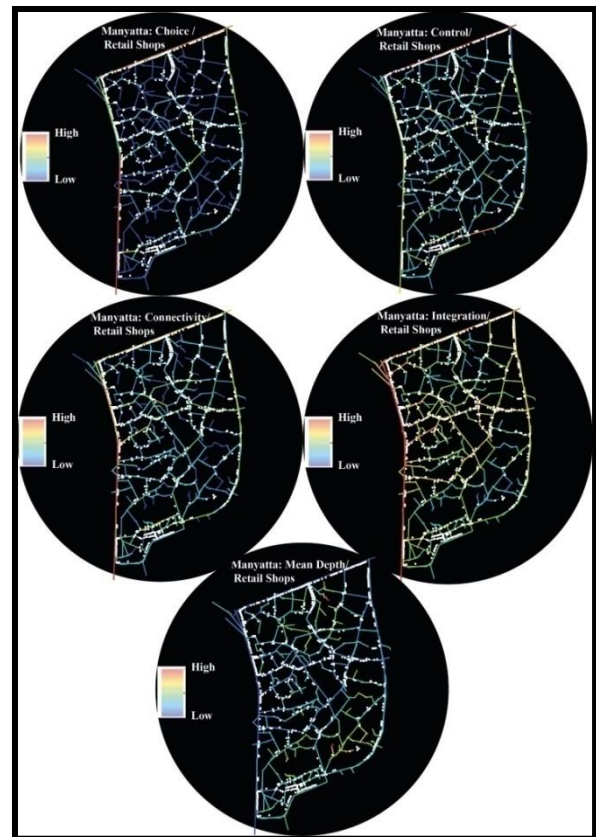 Manyatta: Choice /
Retail Shops
High
Low
Manyatta: Control/
Retail Shops
High
Low
Manyatta: Connectivity/
Retail Shops
High
Low
Manyatta: Integration/
Retail Shops
High
Low
Manyatta: Mean Depth/
Retail Shops
High
Low